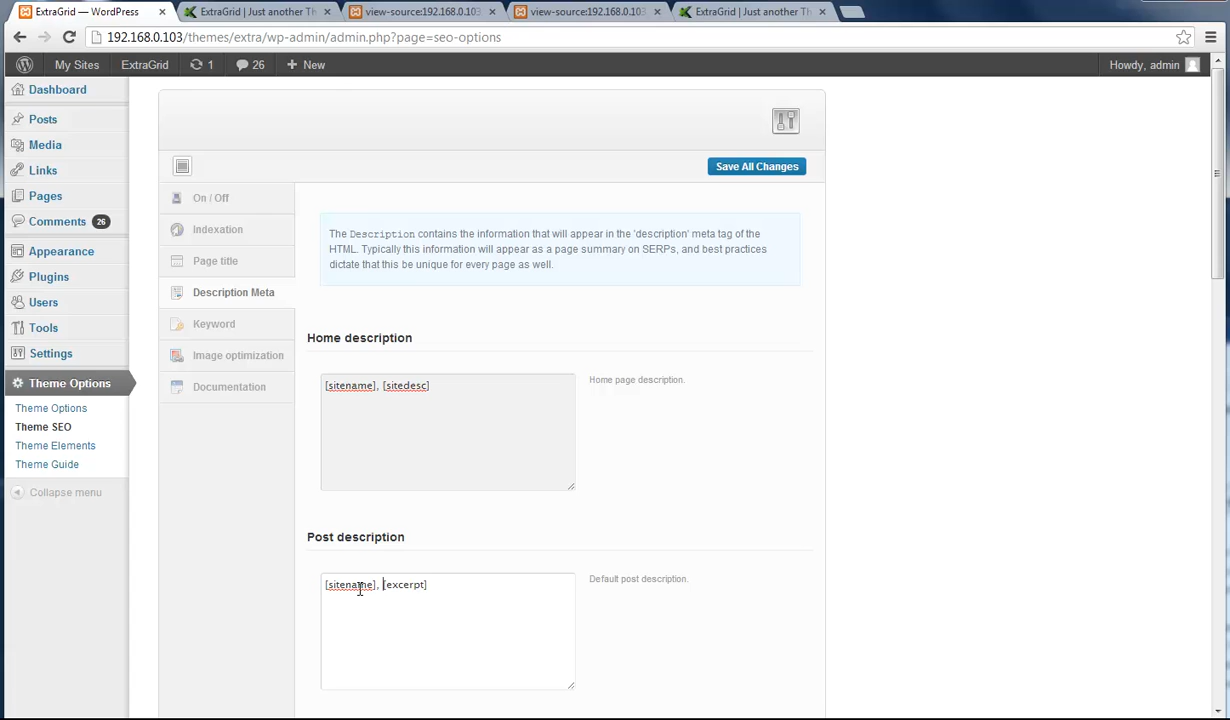 ExtraGrid — WordPress
ExtraGrid | Just another Th
view-source:192.168.0.103
view-source:192.168.0.103
ExtraGrid | Just another Th
192.168.0.103/themes/extra/wp-admin/admin.php?page=seo-options
My Sites
ExtraGrid
1
26
New
Howdy, admin
Dashboard
Posts
Media
Links
Pages
Comments 26
Appearance
Plugins
Users
Tools
Settings
Theme Options
Theme Options
Theme SEO
Theme Elements
Theme Guide
Collapse menu
Save All Changes
On / Off
Indexation
Page title
Description Meta
Keyword
Image optimization
Documentation
The Description contains the information that will appear in the 'description' meta tag of the
HTML. Typically this information will appear as a page summary on SERPs, and best practices
dictate that this be unique for every page as well.
Home description
[sitename], [sitedesc]
Home page description.
Post description
[sitename], [excerpt]
Default post description.